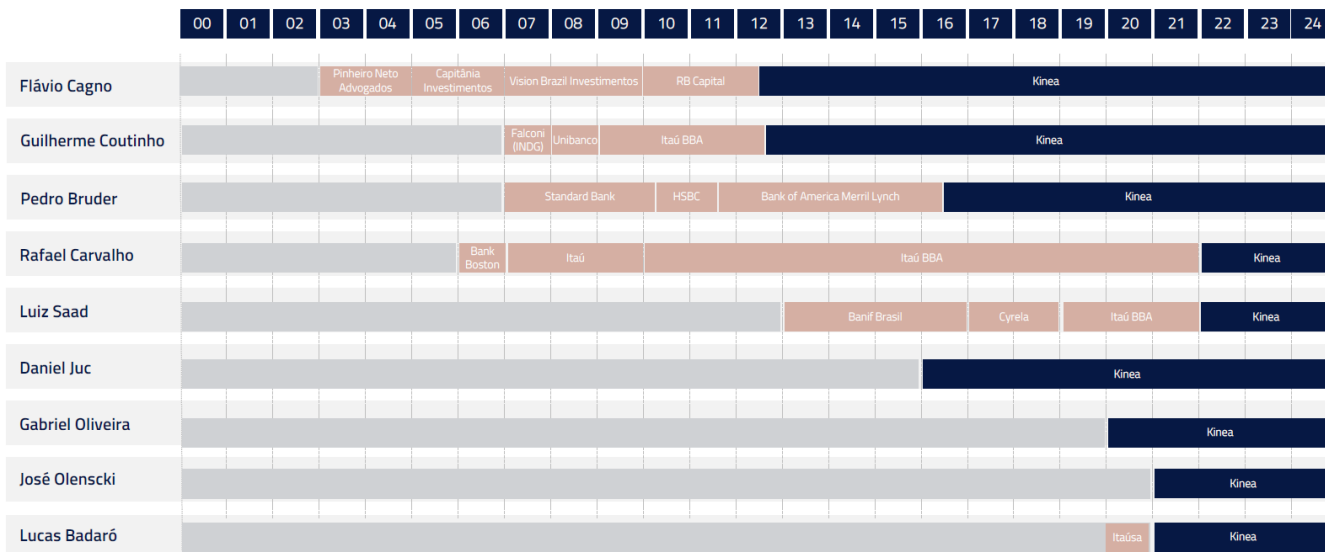 00 01 02 03 04 05 06 07 08 09 10 11 12 13 14 15 16 17 18 19 20 21 22 23 24
Flávio Cagno
Pinheiro Neto
Advogados
Capitânia
Investimentos
Vision Brazil Investimentos
RB Capital
Kinea
Guilherme Coutinho
Falconi
(INDG)
Unibanco
Itaú BBA
Kinea
Pedro Bruder
Standard Bank
HSBC
Bank of America Merril Lynch
Kinea
Rafael Carvalho
Bank
Boston
Itaú
Itaú BBA
Kinea
Luiz Saad
Banif Brasil
Cyrela
Itaú BBA
Kinea
Daniel Juc
Kinea
Gabriel Oliveira
Kinea
José Olenscki
Kinea
Lucas Badaró
Itaúsa
Kinea